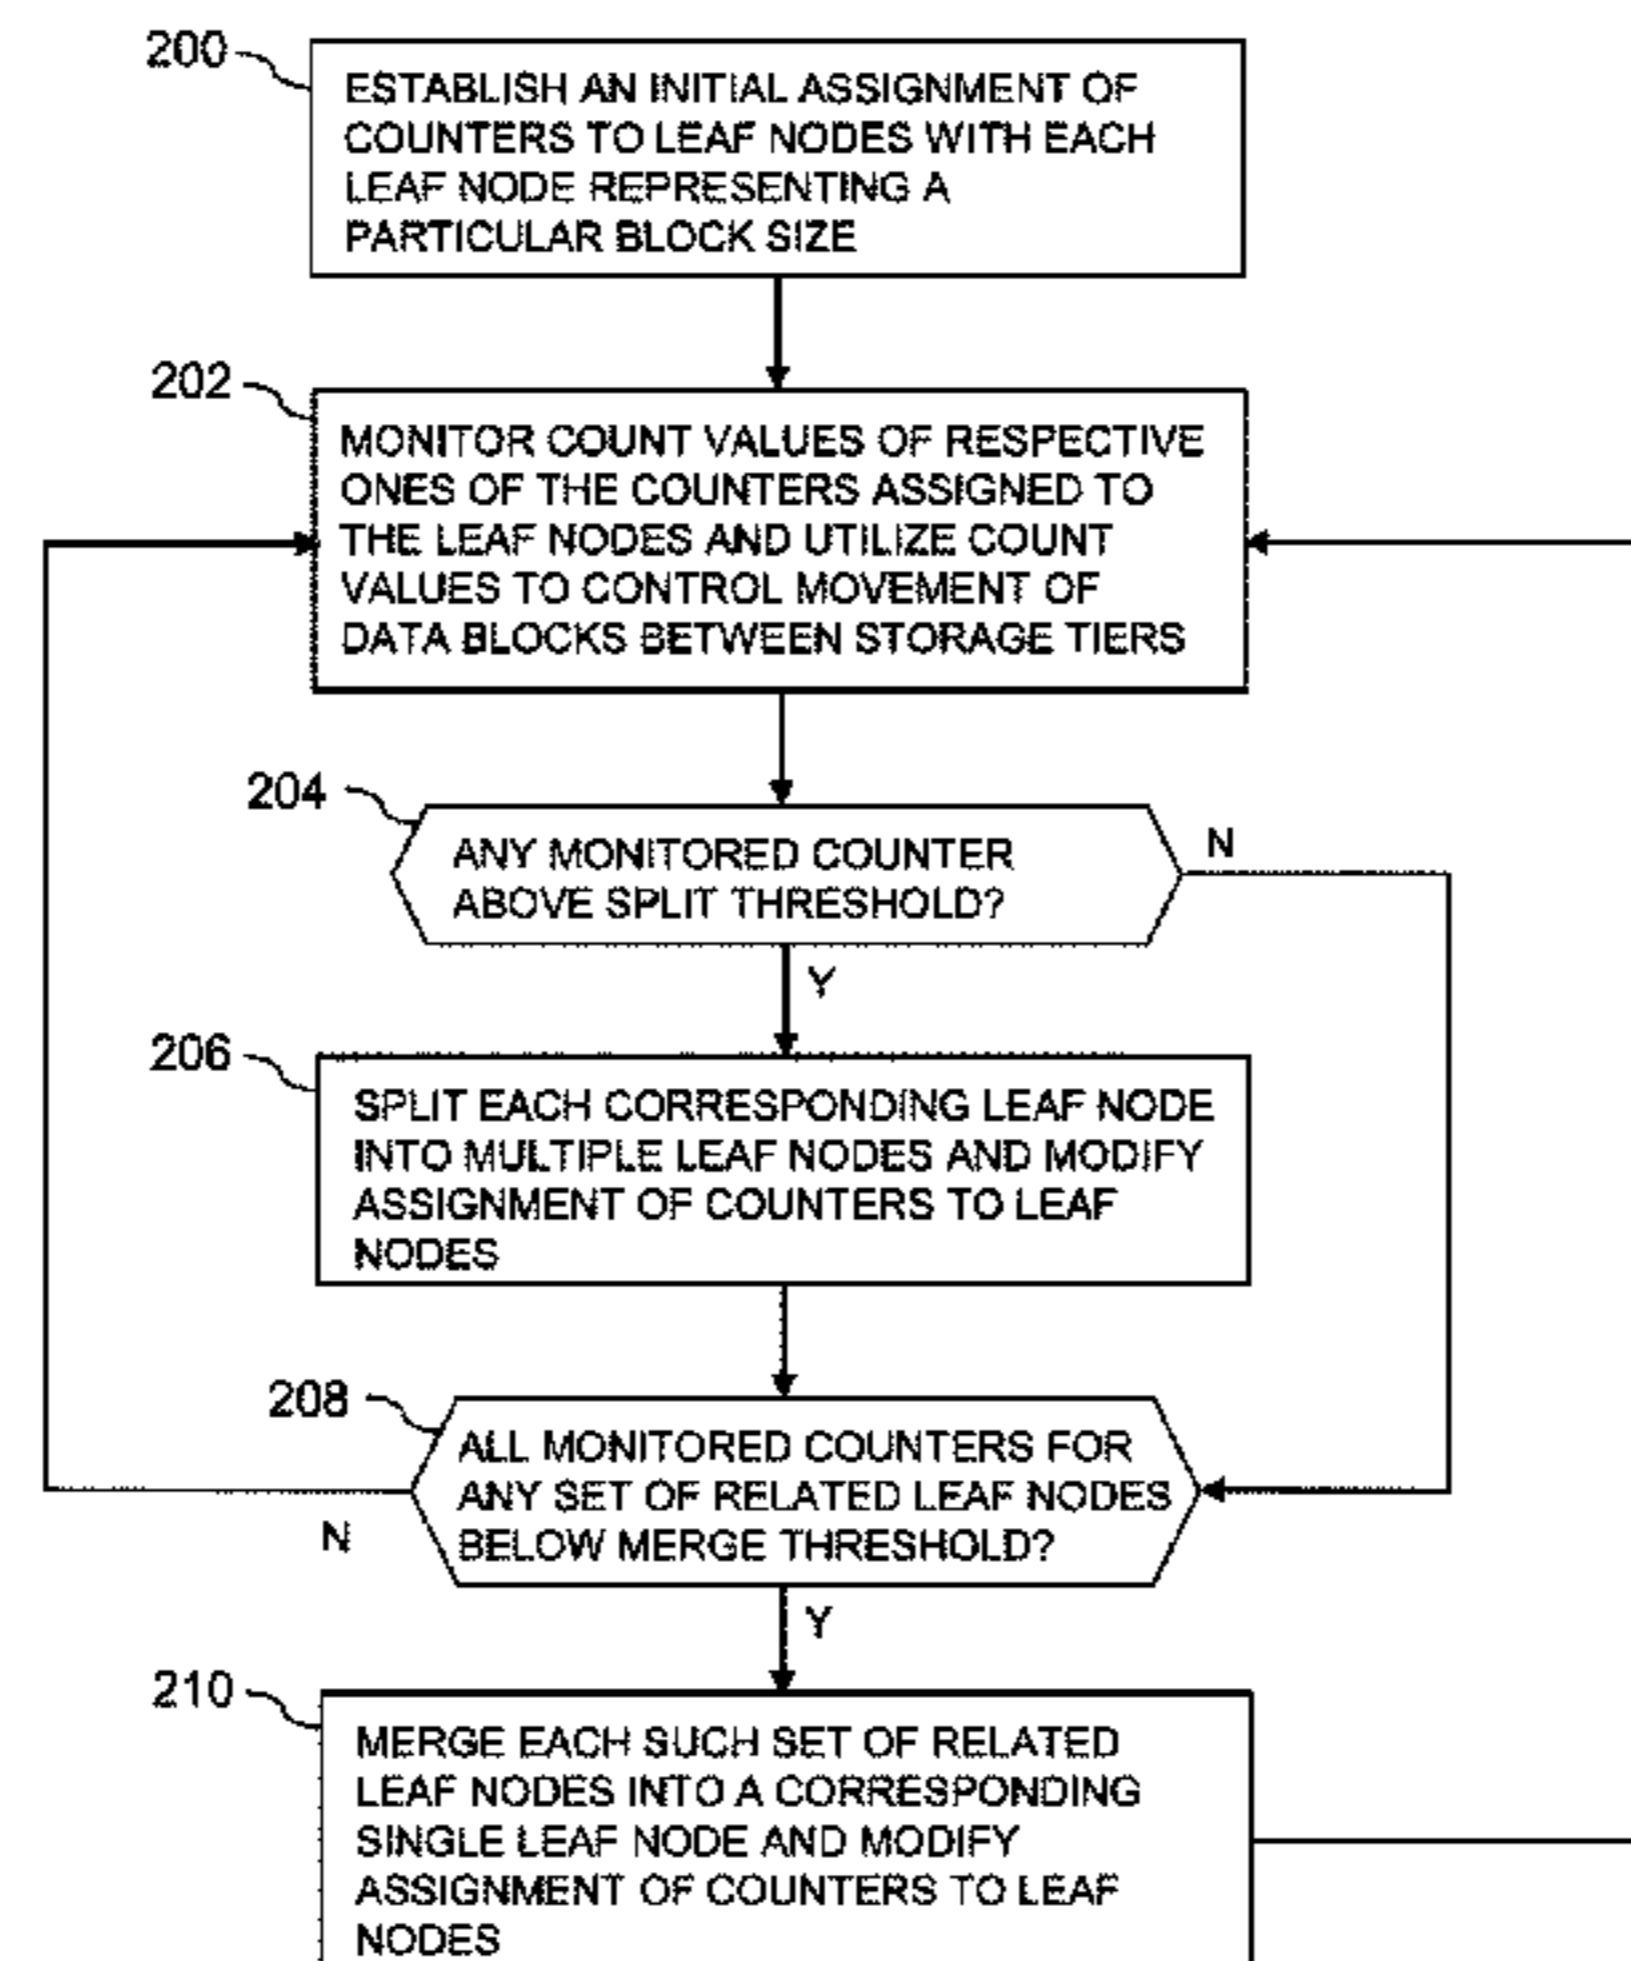 200
ESTABLISH AN INITIAL ASSIGNMENT OF
COUNTERS TO LEAF NODES WITH EACH
LEAF NODE REPRESENTING A
PARTICULAR BLOCK SIZE
202
MONITOR COUNT VALUES OF RESPECTIVE
ONES OF THE COUNTERS ASSIGNED TO
THE LEAF NODES AND UTILIZE COUNT
VALUES TO CONTROL MOVEMENT OF
DATA BLOCKS BETWEEN STORAGE TIERS
204
ANY MONITORED COUNTER
ABOVE SPLIT THRESHOLD?
N
Y
206
SPLIT EACH CORRESPONDING LEAF NODE
INTO MULTIPLE LEAF NODES AND MODIFY
ASSIGNMENT OF COUNTERS TO LEAF
NODES
208
ALL MONITORED COUNTERS FOR
ANY SET OF RELATED LEAF NODES
BELOW MERGE THRESHOLD?
N
Y
210
MERGE EACH SUCH SET OF RELATED
LEAF NODES INTO A CORRESPONDING
SINGLE LEAF NODE AND MODIFY
ASSIGNMENT OF COUNTERS TO LEAF
NODES